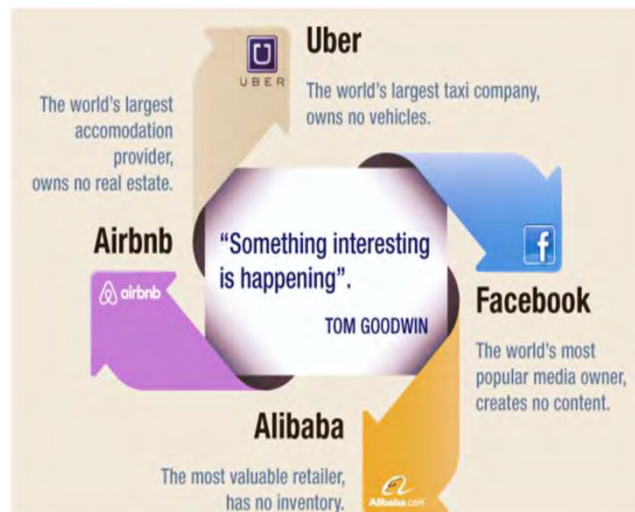 Uber
UBER
The world's largest taxi company,
owns no vehicles.
The world's largest
accomodation
provider,
owns no real estate.
Airbnb
airbnb
"Something interesting
is happening".
TOM GOODWIN
f
Facebook
The world's most
popular media owner,
creates no content.
Alibaba
The most valuable retailer,
has no inventory.
Alibaba.com